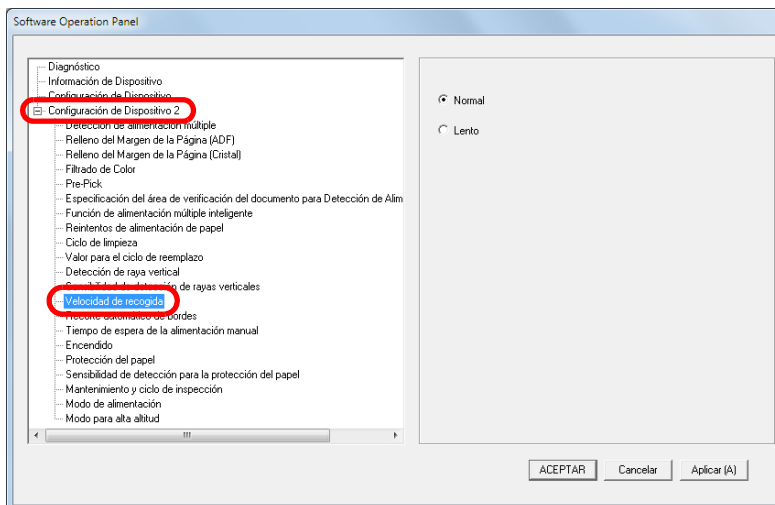 Software Operation Panel
Diagnóstico
Información de Dispositivo
Configuración de Dispositivo
Configuración de Dispositivo 2
Detección de alimentación múltiple
Relleno del Margen de la Página (ADF)
Relleno del Margen de la Página (Cristal)
Filtrado de Color
Pre-Pick
Especificación del área de verificación del documento para Detección de Alim
Función de alimentación múltiple inteligente
Reintentos de alimentación de papel
Ciclo de limpieza
Valor para el ciclo de reemplazo
Detección de raya vertical
Sensibilidad de detección de rayas verticales
Velocidad de recogida
Recorte automático de bordes
Tiempo de espera de la alimentación manual
Encendido
Protección del papel
Sensibilidad de detección para la protección del papel
Mantenimiento y ciclo de inspección
Modo de alimentación
Modo para alta altitud
Normal
Lento
ACEPTAR
Cancelar
Aplicar (A)